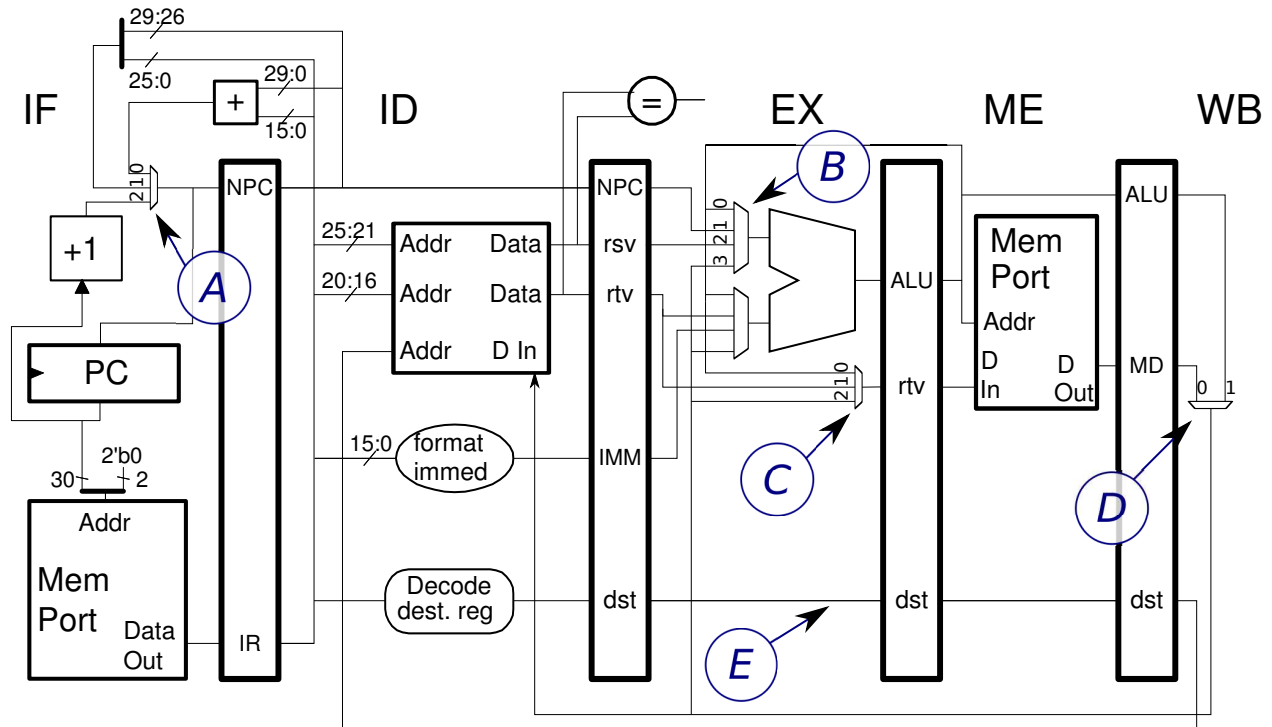 29:26
25:0
29:0
IF
+
ID
=
EX
ME
WB
15:0
0
1
2
B
NPC
NPC
ALU
+1
25:21
Addr
Data
rsv
0
1
2
3
Mem
Port
A
20:16
Addr
Data
rtv
ALU
Addr
PC
Addr
D In
0
1
2
rtv
D
In
D
Out
MD
0
1
2'b0
30
2
15:0
format
immed
IMM
C
D
Addr
Mem
Port
Data
Out
IR
Decode
dest. reg
dst
dst
dst
E